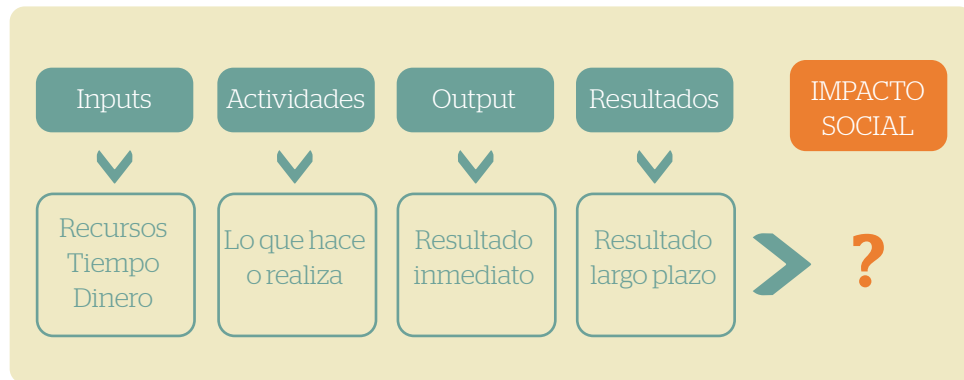 Inputs
Actividades
Output
Resultados
IMPACTO
SOCIAL
Recursos
Tiempo
Dinero
Lo que hace
o realiza
Resultado
inmediato
Resultado
largo plazo
?